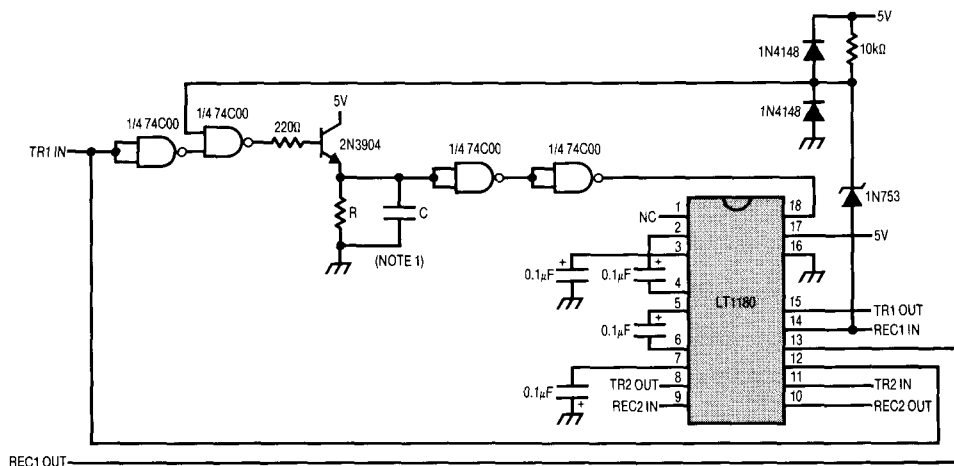 5V
1N4148
10kΩ
1N4148
1/4 74C00
1/4 74C00
5V
220Ω
2N3904
1/4 74C00
1/4 74C00
TR1 IN
R
C
(NOTE 1)
1N753
NC
1
18
2
17
5V
3
16
+
0.1µF
0.1µF
+
4
LT1180
5
15
TR1 OUT
+
0.1µF
14
REC1 IN
6
13
7
12
0.1µF
+
TR2 OUT
8
11
TR2 IN
REC2 IN
9
10
REC2 OUT
REC1 OUT